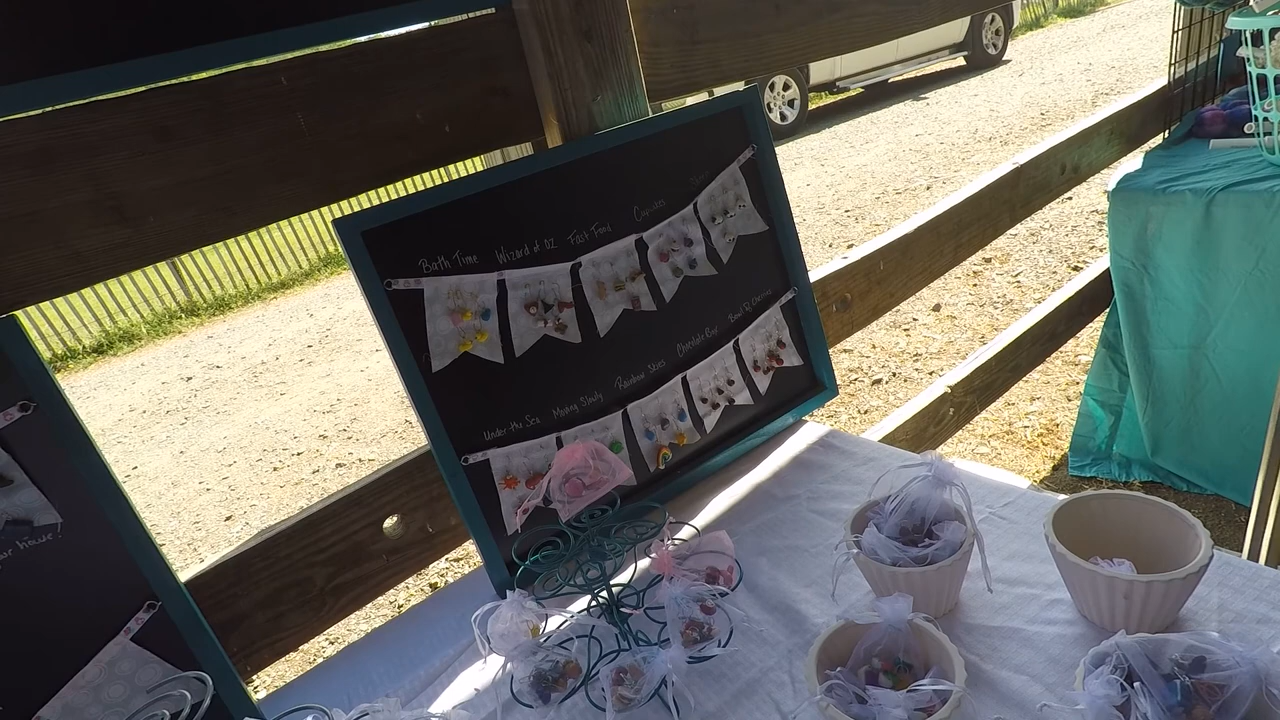 Bath Time Wizard of OZ Fast Food Cupcakes
Under the Sea Moving Slowly Rainbow Skies Chocolate Box Bowl of Cherries